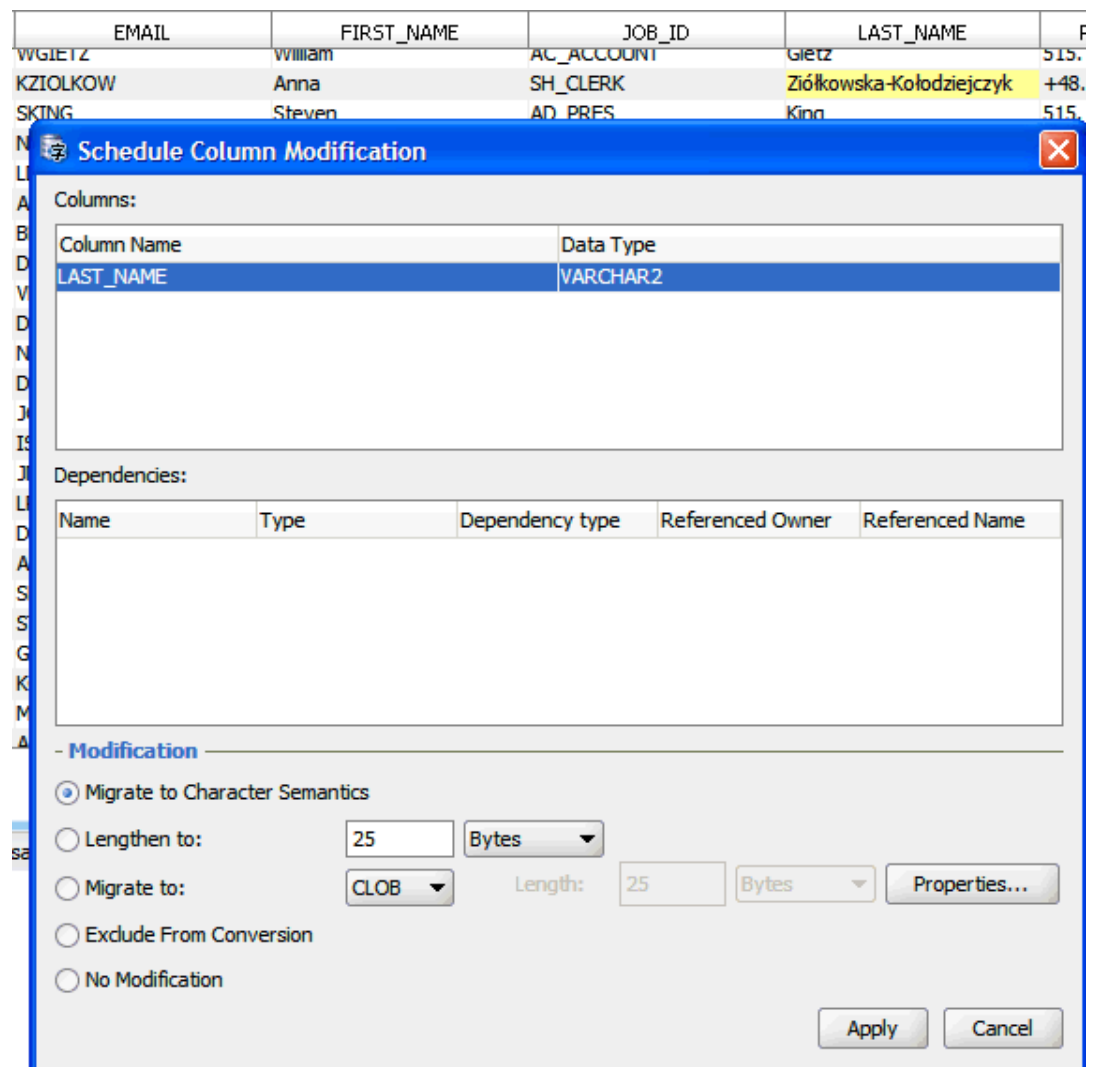 EMAIL FIRST_NAME JOB_ID LAST_NAME
WGIETZ William AC_ACCOUNT Gietz 515.
KZIOLKOW Anna SH_CLERK Ziółkowska-Kołodziejczyk +48.
SKING Steven AD_PRES King 515.
Schedule Column Modification
Columns:
Column Name Data Type
LAST_NAME VARCHAR2
Dependencies:
Name Type Dependency type Referenced Owner Referenced Name
- Modification
Migrate to Character Semantics
Lengthen to: 25 Bytes
Migrate to: CLOB Length: 25 Bytes Properties...
Exclude From Conversion
No Modification
Apply Cancel